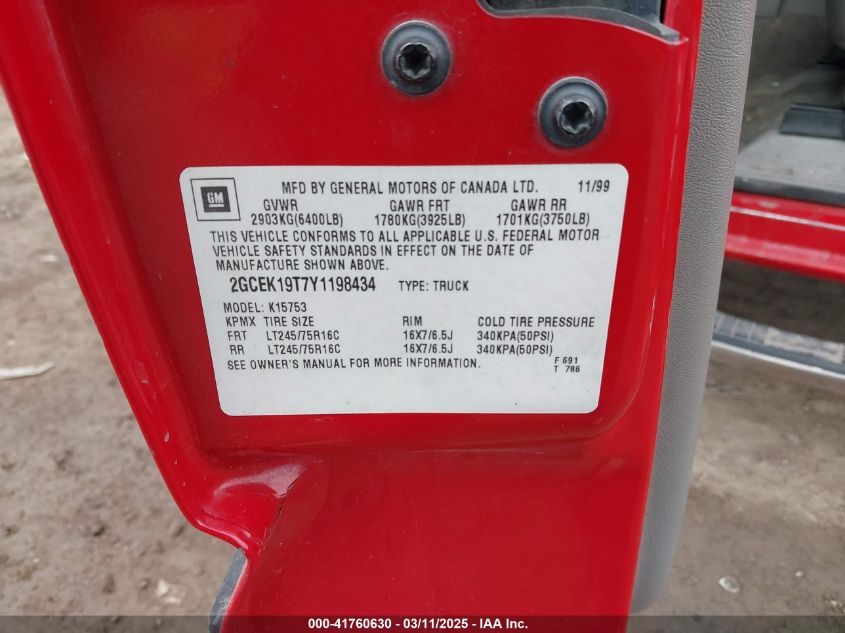 GM
MFD BY GENERAL MOTORS OF CANADA LTD. 11/99
GVWR GAWR FRT GAWR RR
2903KG(6400LB) 1780KG(3925LB) 1701KG(3750LB)
THIS VEHICLE CONFORMS TO ALL APPLICABLE U.S. FEDERAL MOTOR
VEHICLE SAFETY STANDARDS IN EFFECT ON THE DATE OF
MANUFACTURE SHOWN ABOVE.
2GCEK19T7Y1198434 TYPE: TRUCK
MODEL: K15753
KPMX TIRE SIZE RIM COLD TIRE PRESSURE
FRT LT245/75R16C 16X7/6.5J 340KPA(50PSI)
RR LT245/75R16C 16X7/6.5J 340KPA(50PSI)
SEE OWNER'S MANUAL FOR MORE INFORMATION. F 691
T 786
000-41760630 - 03/11/2025 - IAA Inc.